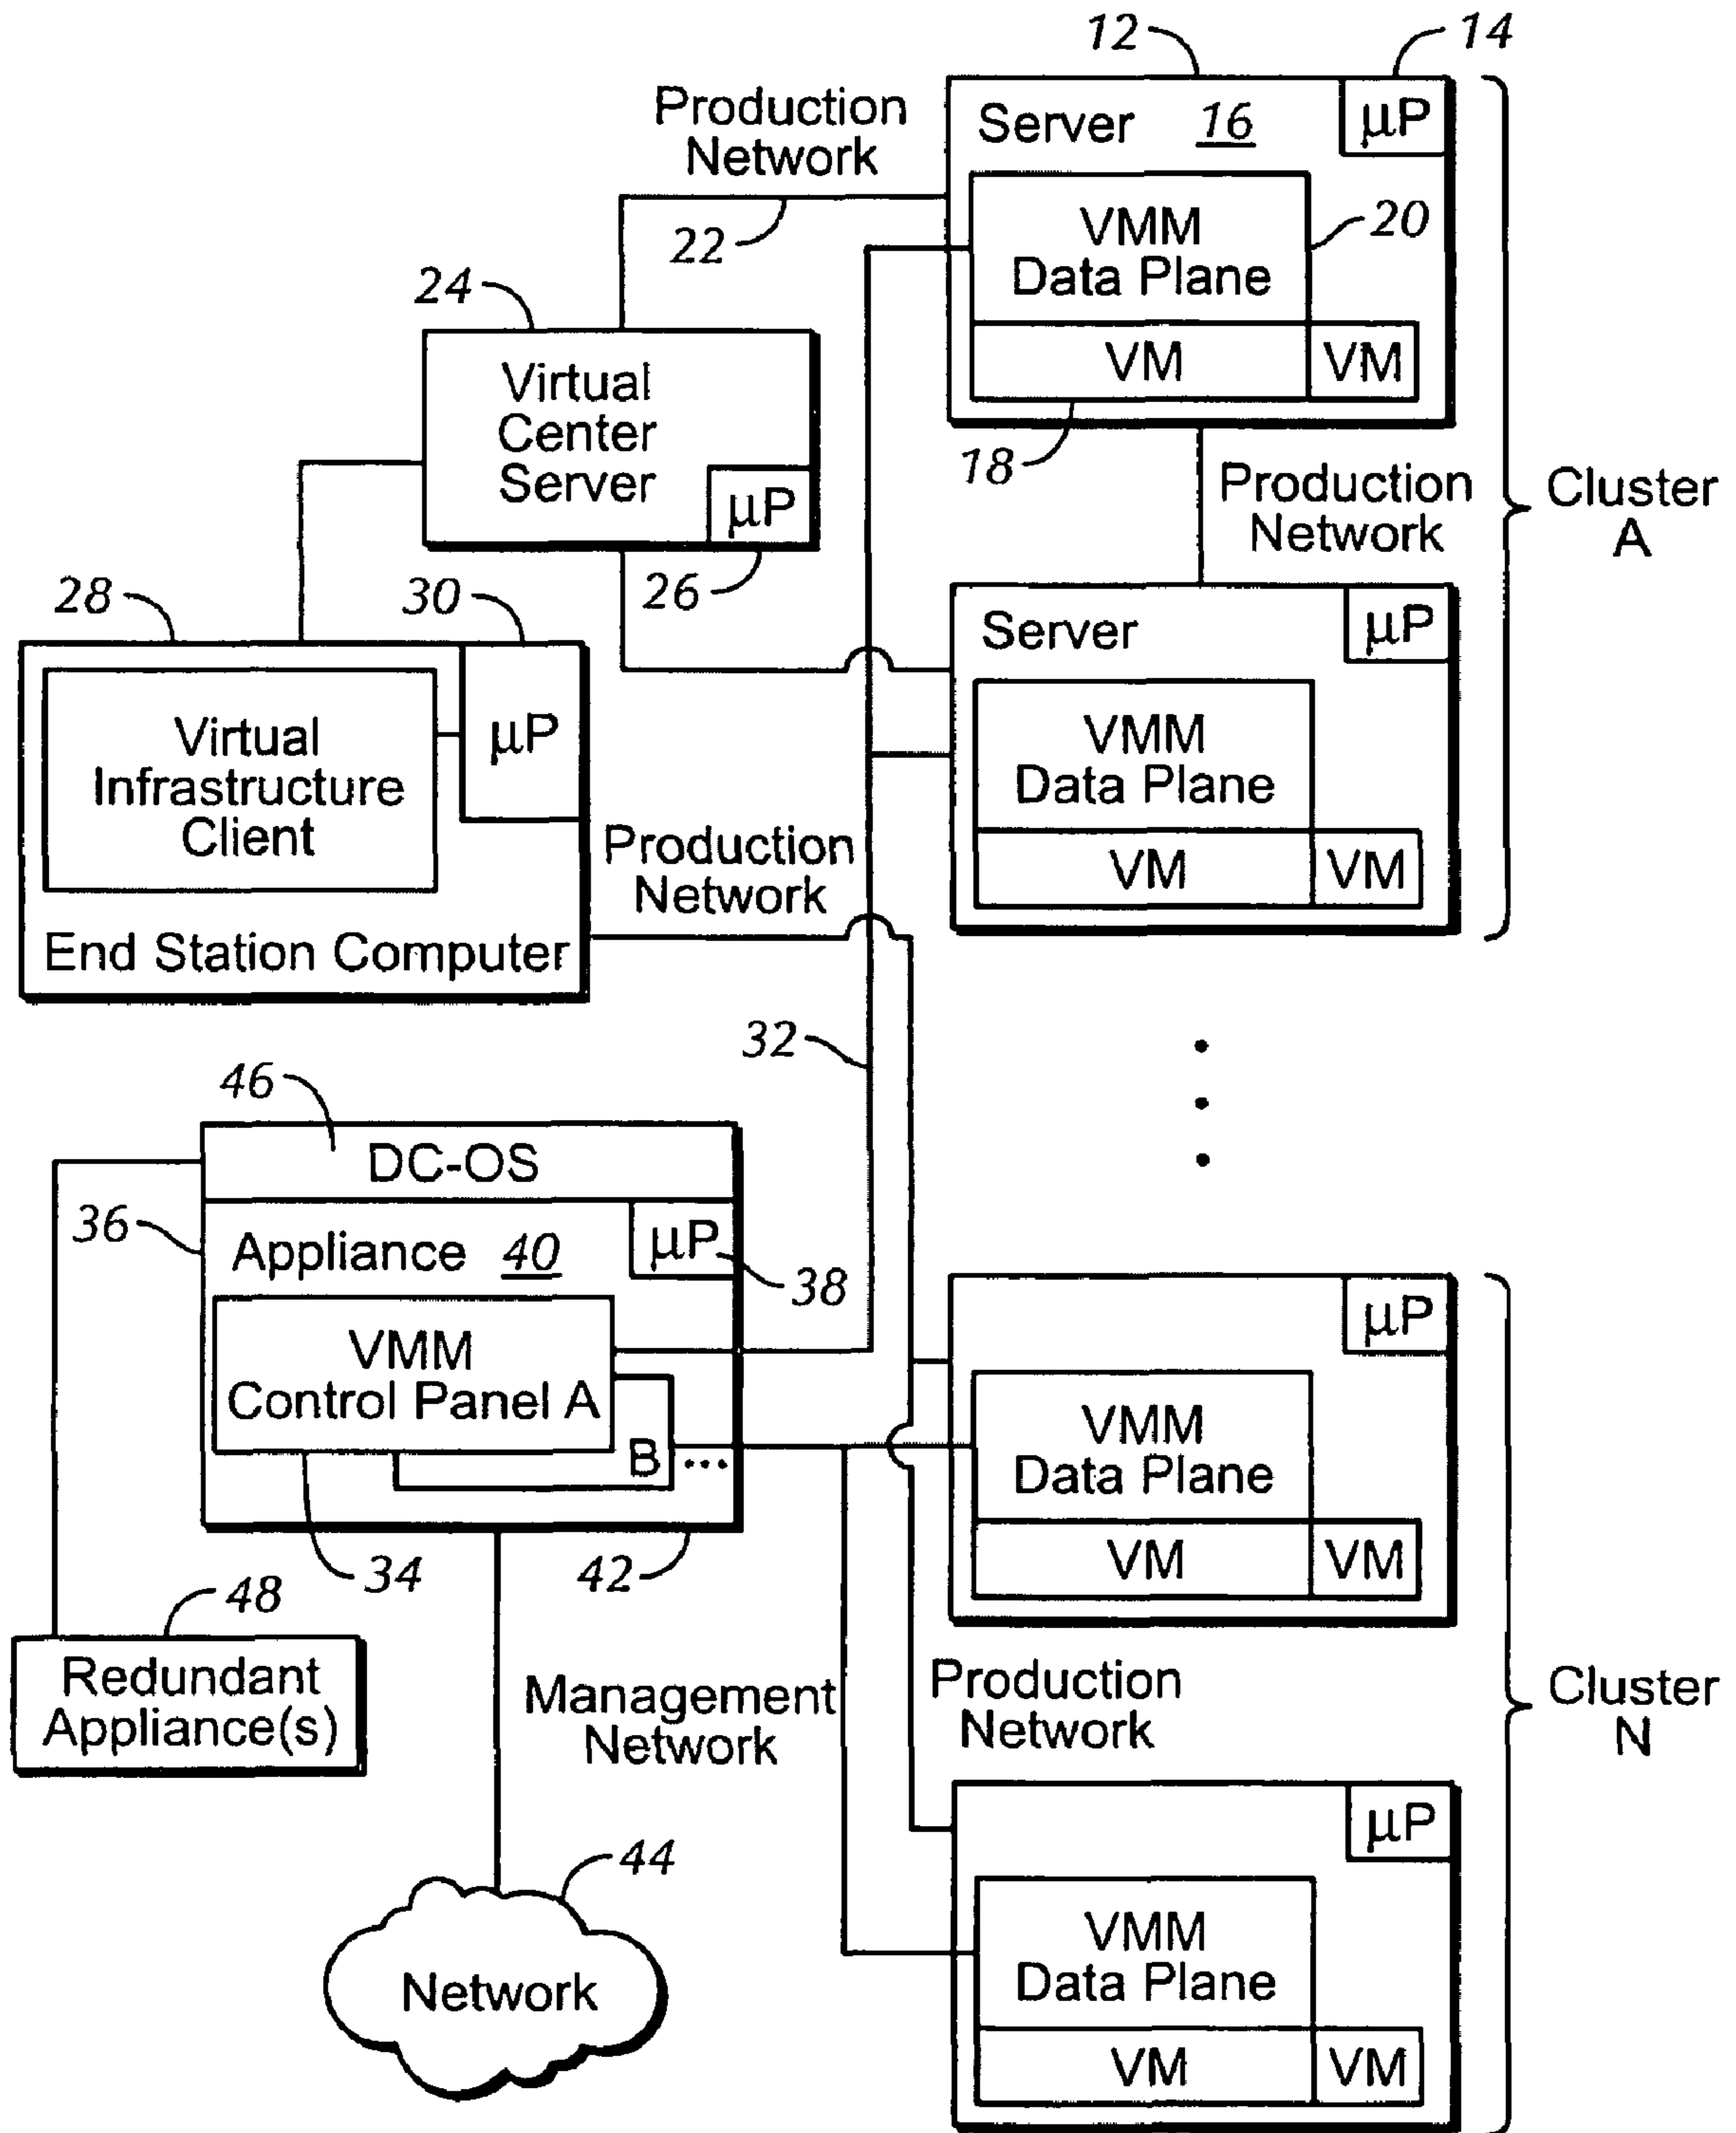 12
14
Production
Network
Server 16 µP
22
VMM
Data Plane
20
24
VM VM
Virtual
Center
Server
µP
18
Production
Network
Cluster
A
26
28
30
Server µP
µP
Virtual
Infrastructure
Client
VMM
Data Plane
Production
Network
VM VM
End Station Computer
32
46
DC-OS
36
Appliance 40 µP
38
µP
VMM
Control Panel A
B ...
VMM
Data Plane
34
42
VM VM
48
Redundant
Appliance(s)
Management
Network
Production
Network
Cluster
N
µP
44
Network
VMM
Data Plane
VM VM